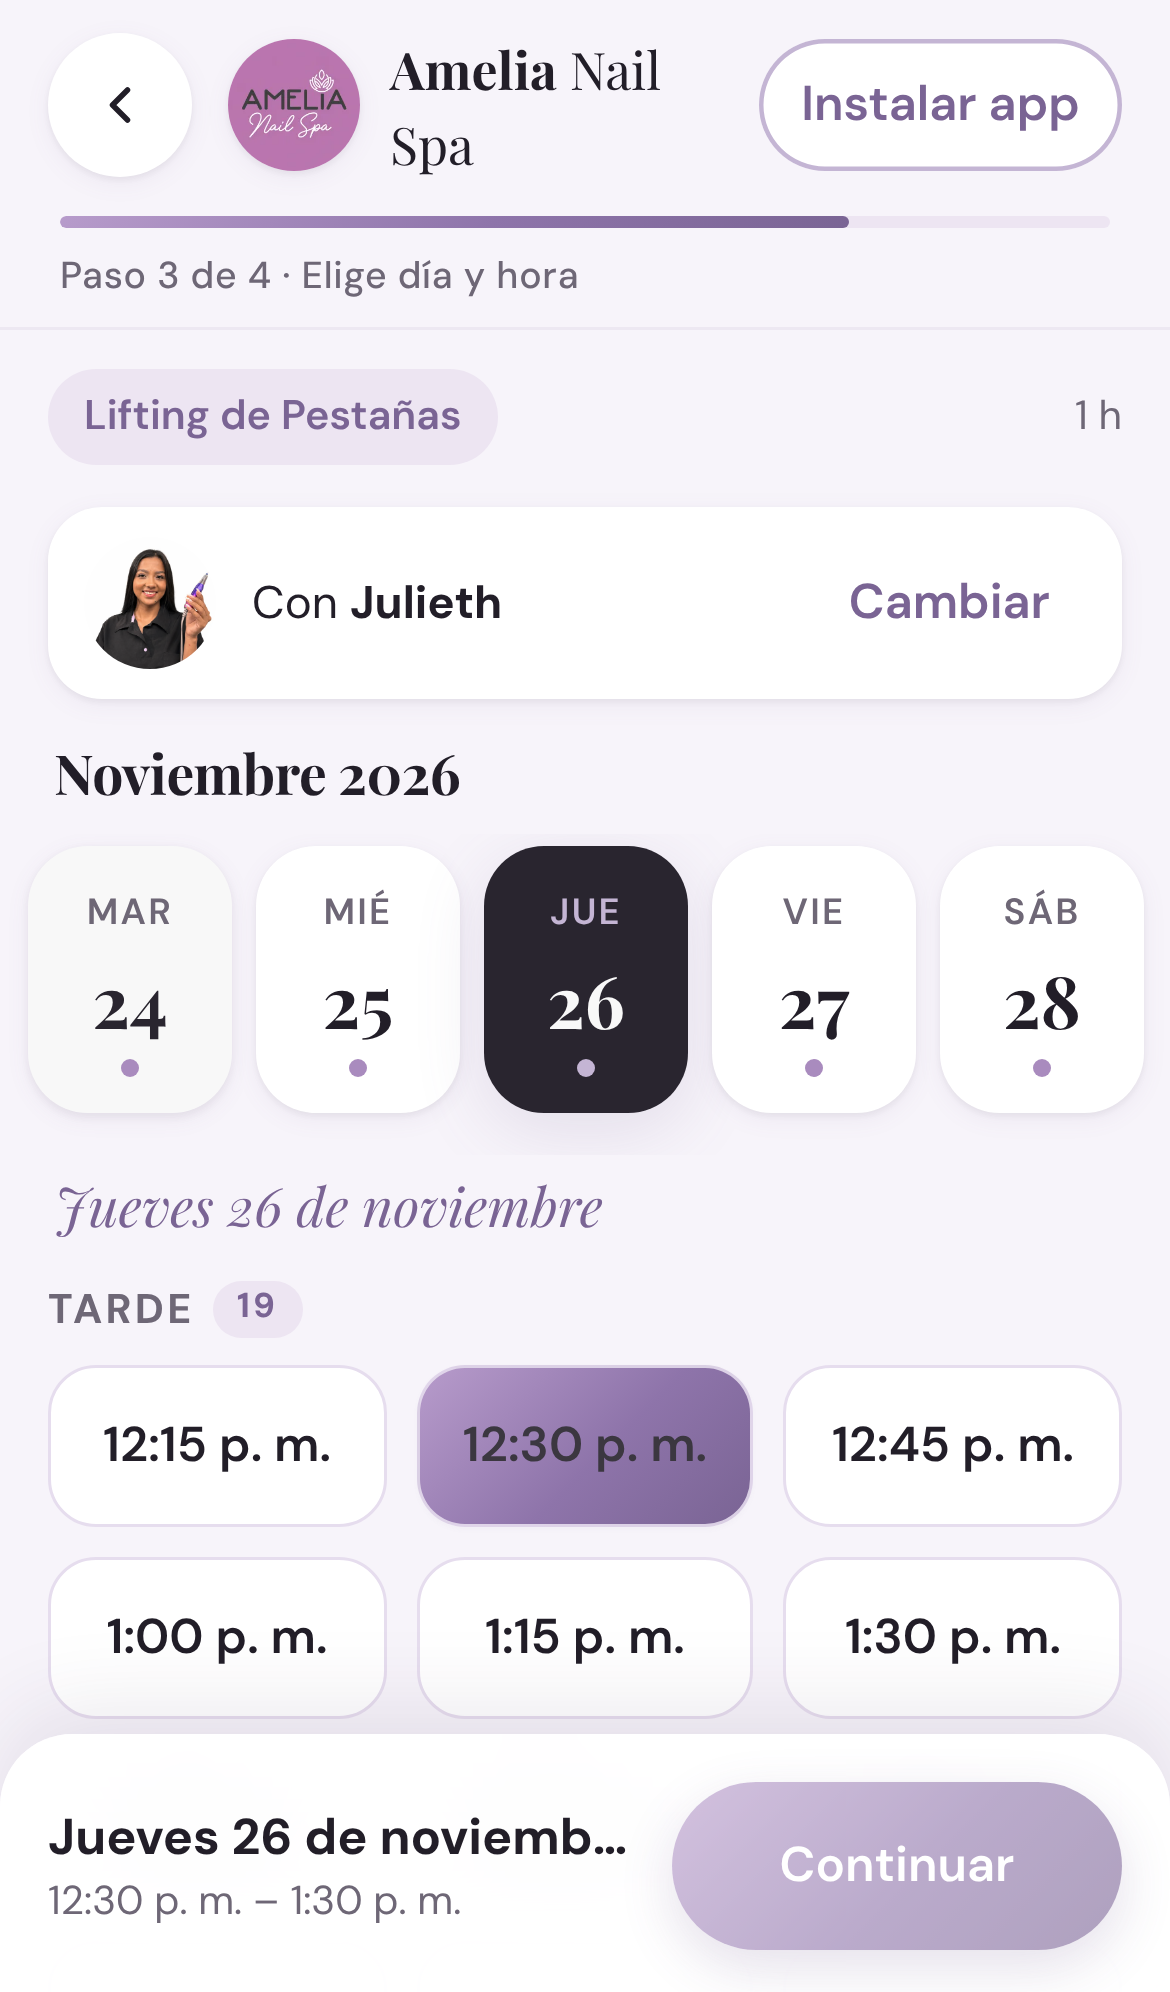 AMELIA
Nail Spa
Amelia Nail
Spa
Instalar app
Paso 3 de 4 · Elige día y hora
Lifting de Pestañas
1 h
Con Julieth
Cambiar
Noviembre 2026
MAR
MIÉ
JUE
VIE
SÁB
24
25
26
27
28
Jueves 26 de noviembre
TARDE 19
12:15 p. m.
12:30 p. m.
12:45 p. m.
1:00 p. m.
1:15 p. m.
1:30 p. m.
Jueves 26 de noviemb...
12:30 p. m. – 1:30 p. m.
Continuar